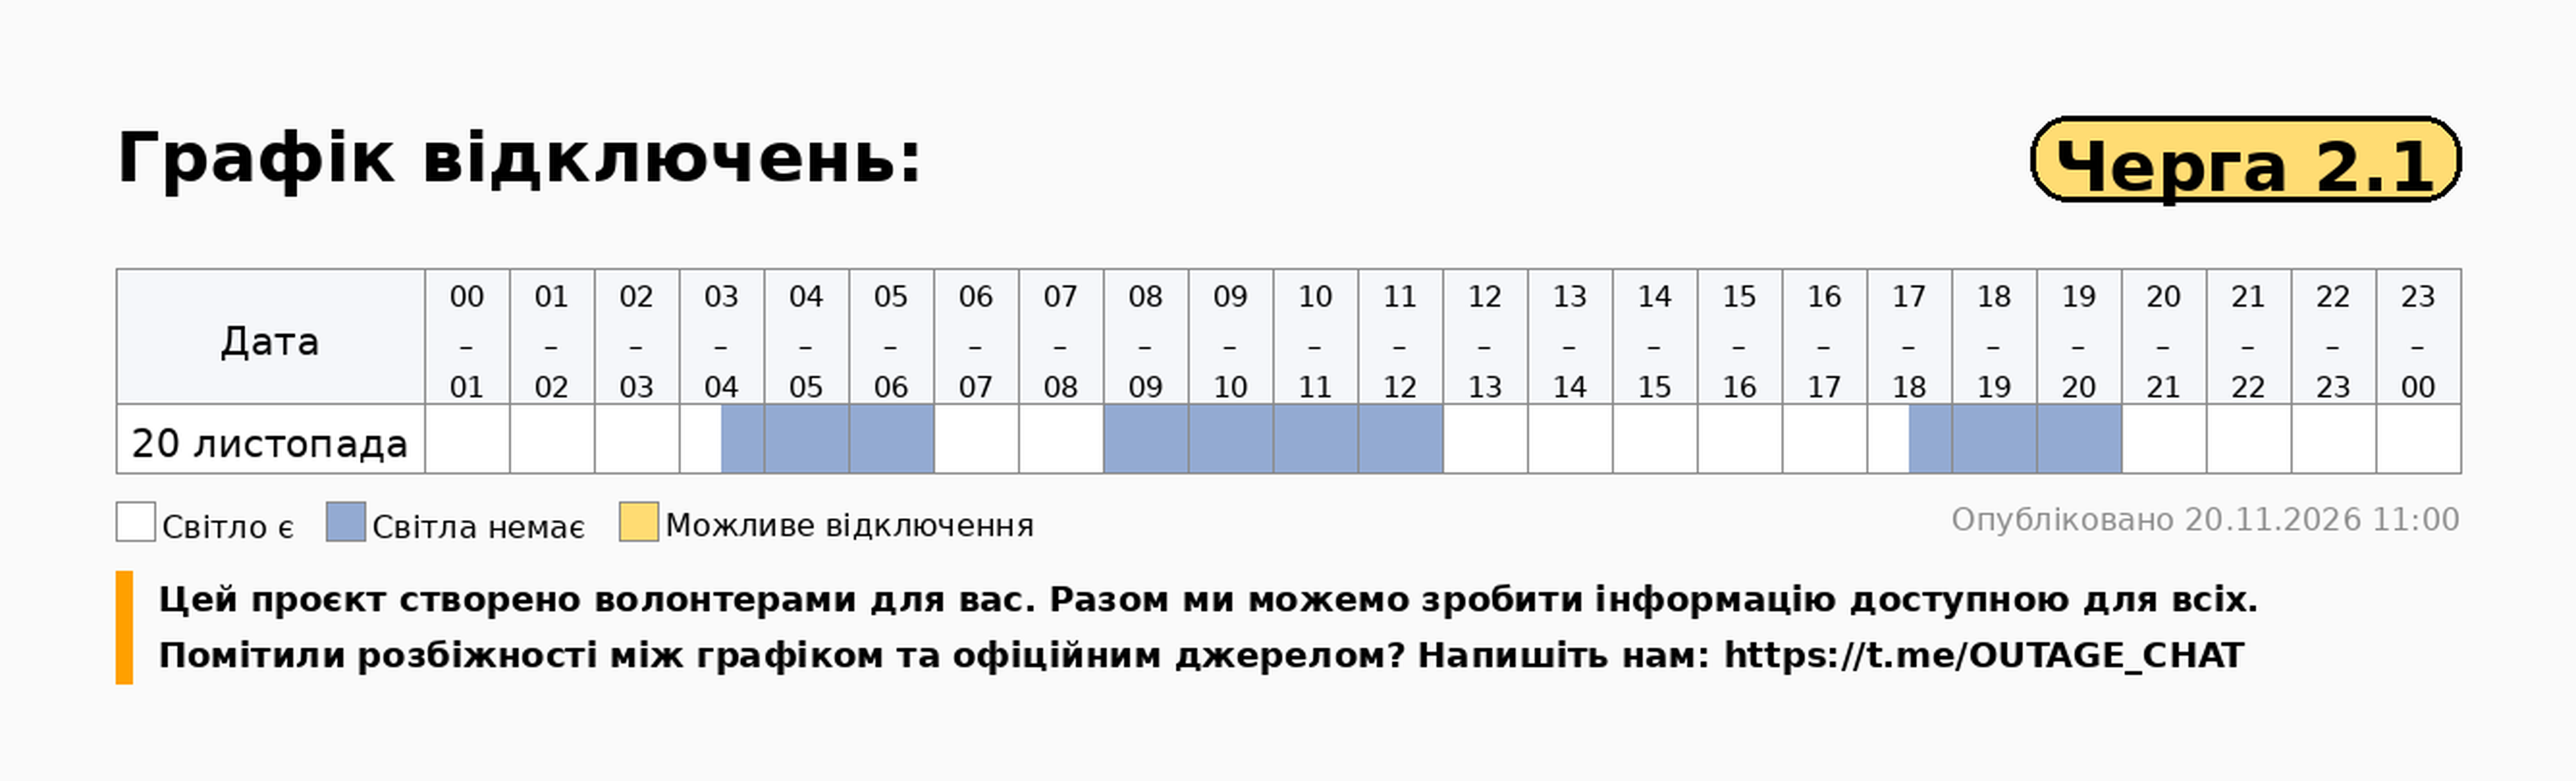 Графік відключень:
Черга 2.1
Дата
00 – 01
01 – 02
02 – 03
03 – 04
04 – 05
05 – 06
06 – 07
07 – 08
08 – 09
09 – 10
10 – 11
11 – 12
12 – 13
13 – 14
14 – 15
15 – 16
16 – 17
17 – 18
18 – 19
19 – 20
20 – 21
21 – 22
22 – 23
23 – 00
20 листопада
Світло є
Світла немає
Можливе відключення
Опубліковано 20.11.2026 11:00
Цей проєкт створено волонтерами для вас. Разом ми можемо зробити інформацію доступною для всіх.
Помітили розбіжності між графіком та офіційним джерелом? Напишіть нам: https://t.me/OUTAGE_CHAT